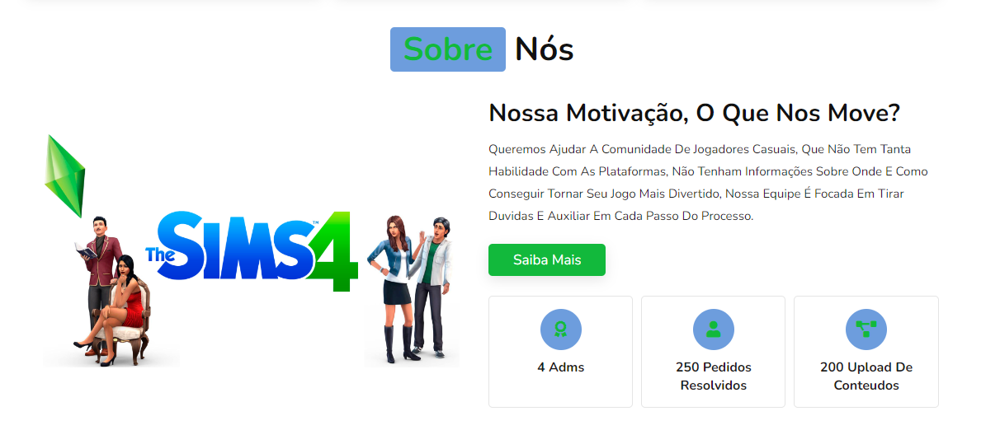 Sobre Nós
The SIMS 4 ™
Nossa Motivação, O Que Nos Move?
Queremos Ajudar A Comunidade De Jogadores Casuais, Que Não Tem Tanta
Habilidade Com As Plataformas, Não Tenham Informações Sobre Onde E Como
Conseguir Tornar Seu Jogo Mais Divertido, Nossa Equipe É Focada Em Tirar
Duvidas E Auxiliar Em Cada Passo Do Processo.
Saiba Mais
4 Adms
250 Pedidos
Resolvidos
200 Upload De
Conteudos